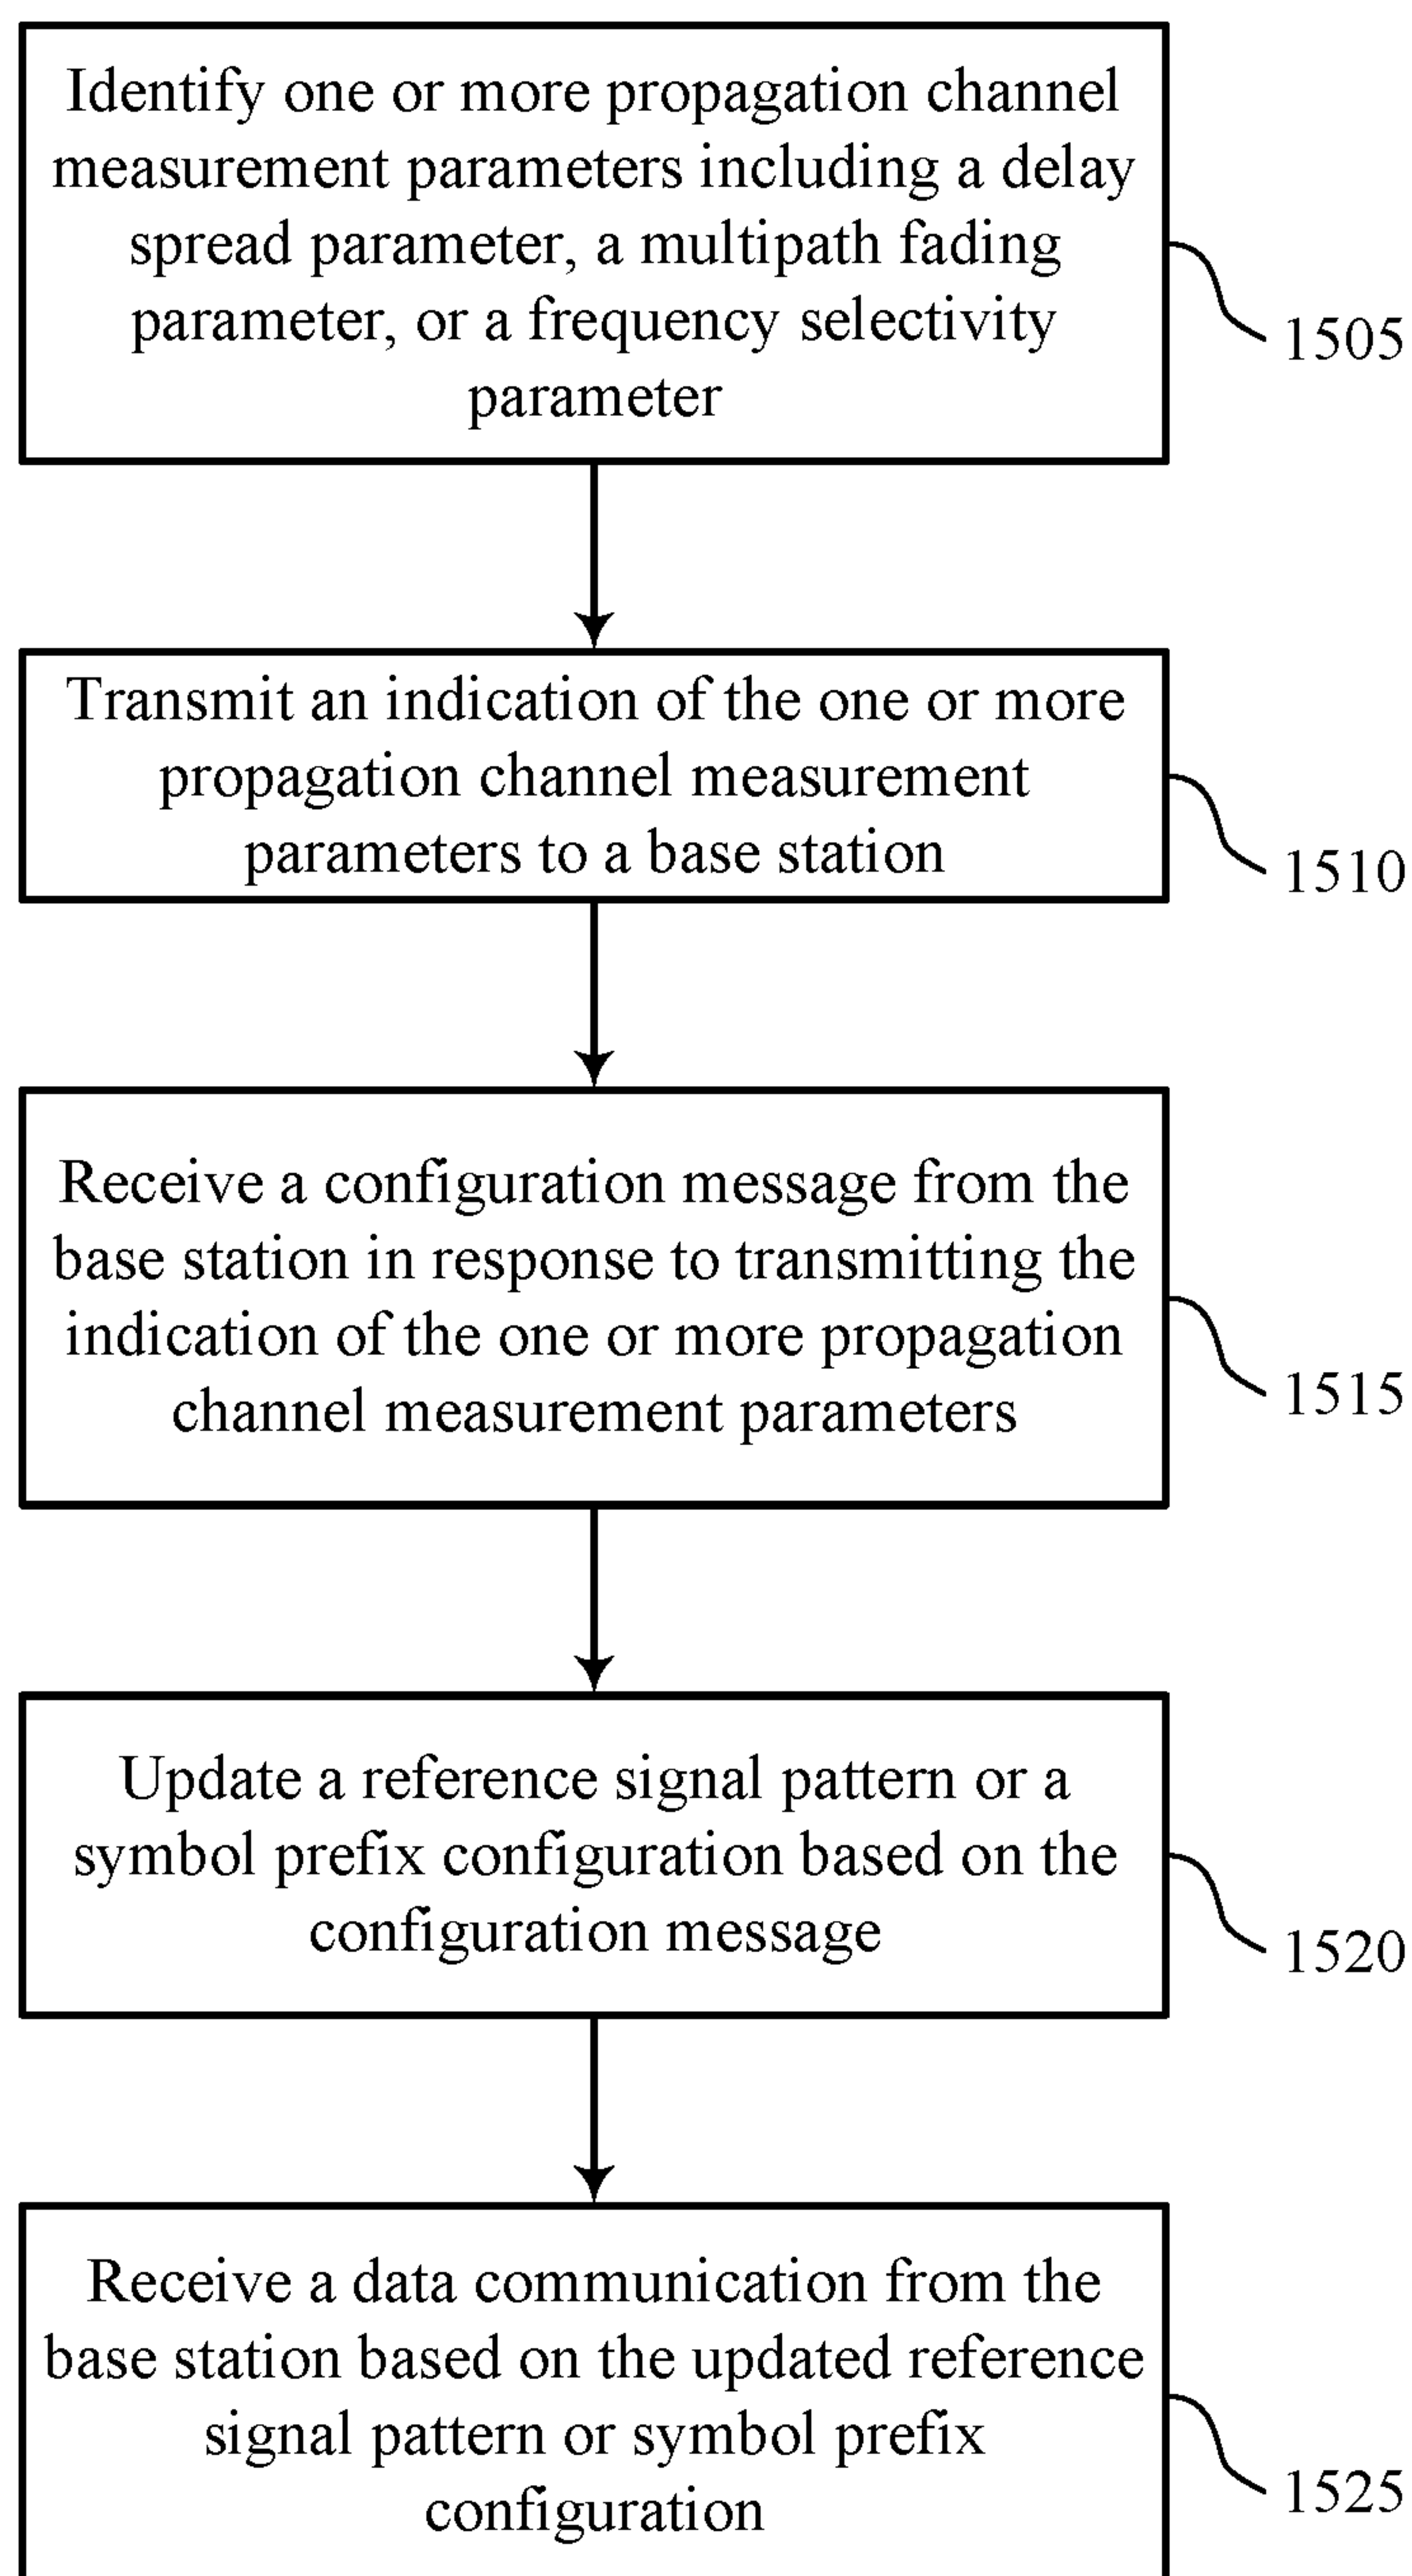 Identify one or more propagation channel
measurement parameters including a delay
spread parameter, a multipath fading
parameter, or a frequency selectivity
parameter
1505
Transmit an indication of the one or more
propagation channel measurement
parameters to a base station
1510
Receive a configuration message from the
base station in response to transmitting the
indication of the one or more propagation
channel measurement parameters
1515
Update a reference signal pattern or a
symbol prefix configuration based on the
configuration message
1520
Receive a data communication from the
base station based on the updated reference
signal pattern or symbol prefix
configuration
1525